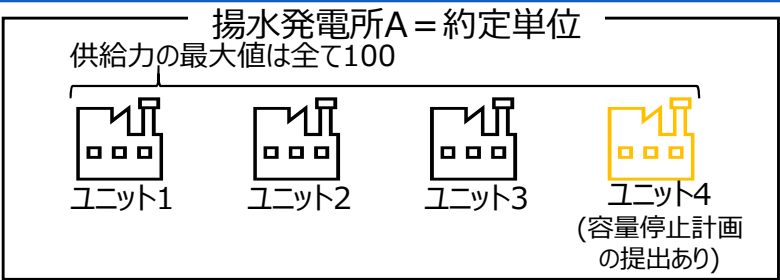 揚水発電所A＝約定単位
供給力の最大値は全て100
ユニット1
ユニット2
ユニット3
ユニット4
(容量停止計画
の提出あり)